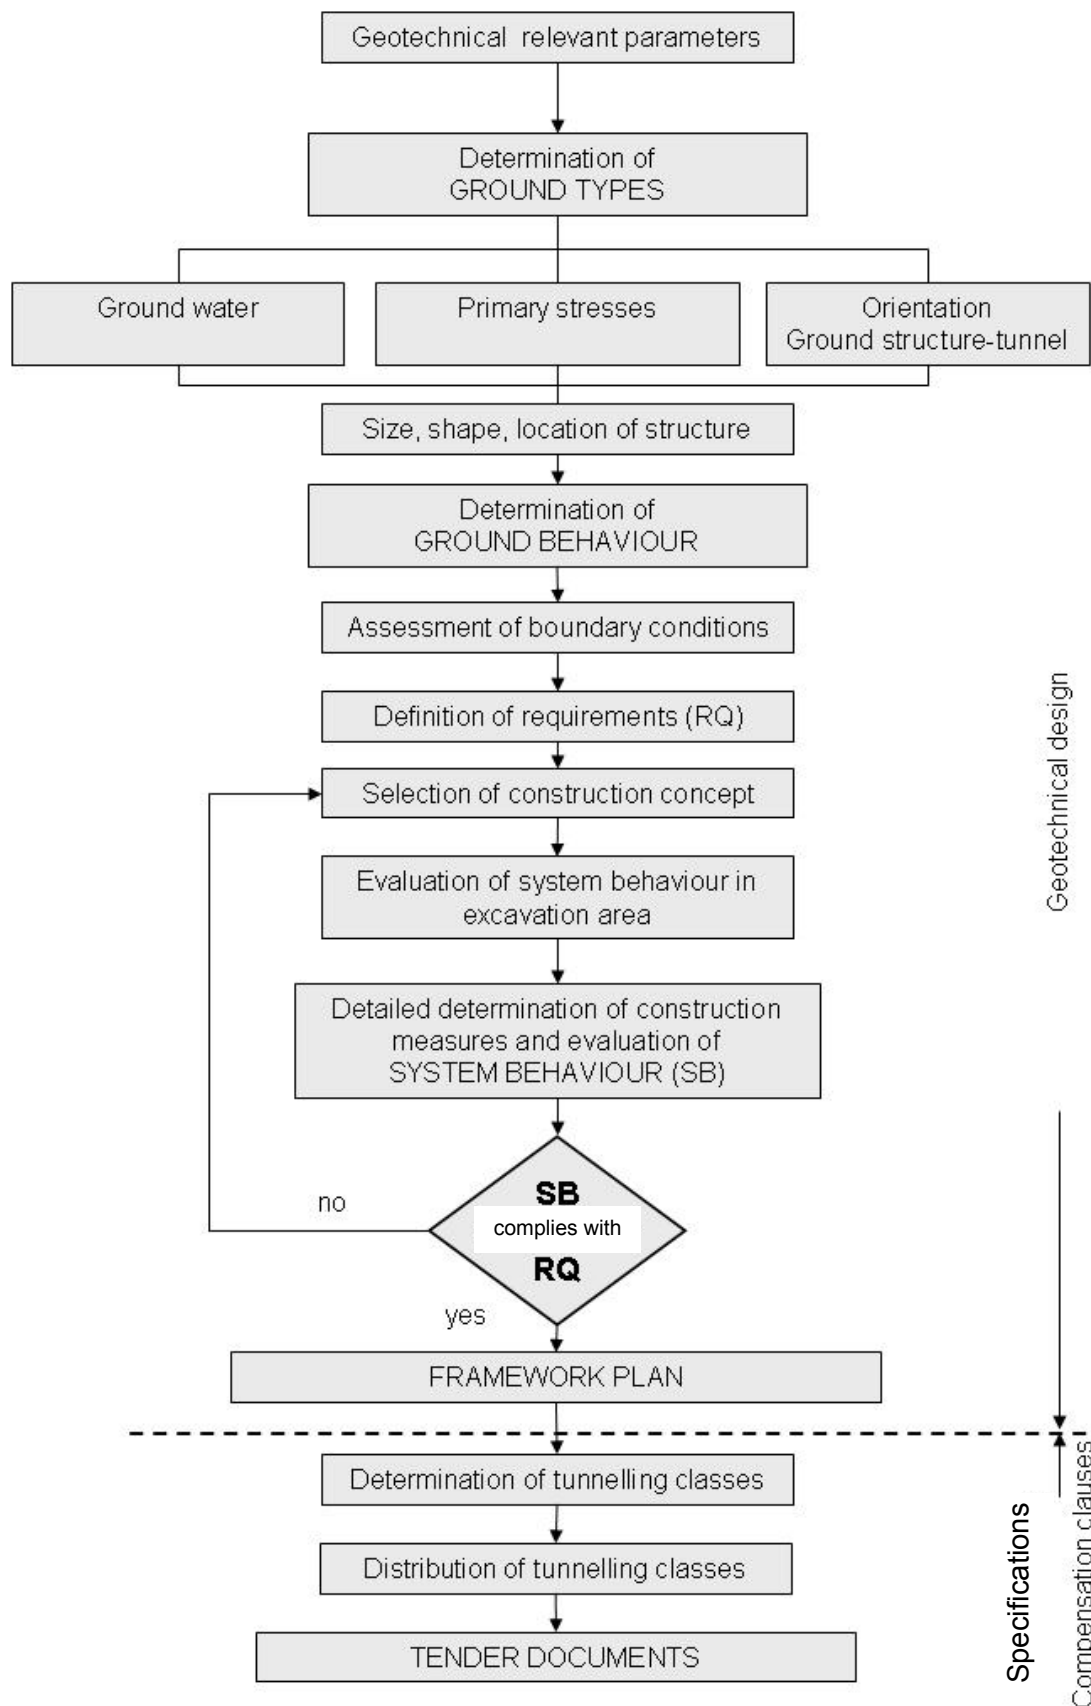 Geotechnical relevant parameters
Determination of
GROUND TYPES
Ground water
Primary stresses
Orientation
Ground structure-tunnel
Size, shape, location of structure
Determination of
GROUND BEHAVIOUR
Assessment of boundary conditions
Definition of requirements (RQ)
Selection of construction concept
Evaluation of system behaviour in
excavation area
Detailed determination of construction
measures and evaluation of
SYSTEM BEHAVIOUR (SB)
SB
complies with
RQ
no
yes
FRAMEWORK PLAN
Determination of tunnelling classes
Distribution of tunnelling classes
TENDER DOCUMENTS
Geotechnical design
Specifications
Compensation clauses